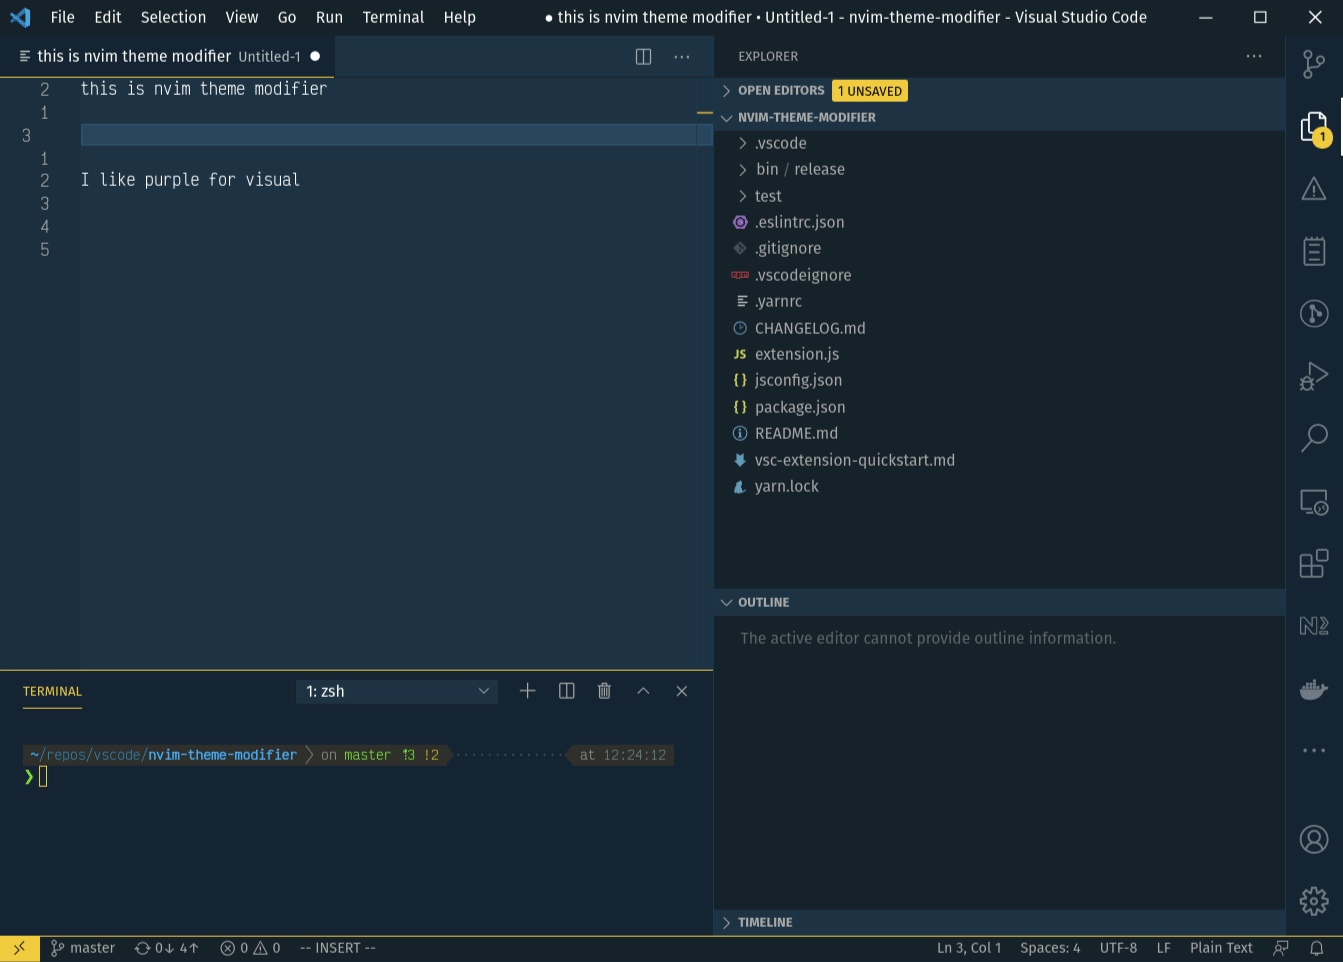 File Edit Selection View Go Run Terminal Help
● this is nvim theme modifier • Untitled-1 - nvim-theme-modifier - Visual Studio Code
this is nvim theme modifier Untitled-1
2 this is nvim theme modifier
1
3
1
2 I like purple for visual
3
4
5
EXPLORER
OPEN EDITORS 1 UNSAVED
NVIM-THEME-MODIFIER
.vscode
bin / release
test
.eslintrc.json
.gitignore
.vscodeignore
.yarnrc
CHANGELOG.md
JS extension.js
{} jsconfig.json
{} package.json
README.md
vsc-extension-quickstart.md
yarn.lock
OUTLINE
The active editor cannot provide outline information.
TIMELINE
1
TERMINAL
1: zsh
~/repos/vscode/nvim-theme-modifier on master ⇡3 !2 ·············· at 12:24:12
❯
master 0↓ 4↑ 0 0 -- INSERT --
Ln 3, Col 1 Spaces: 4 UTF-8 LF Plain Text